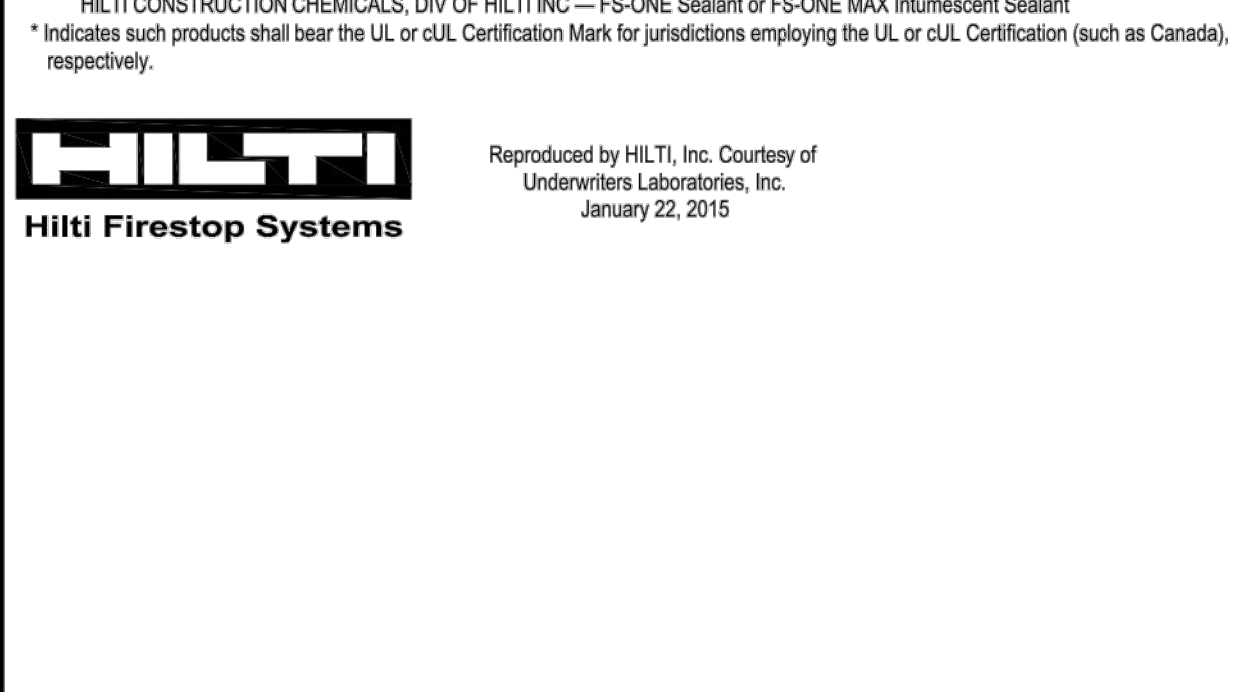 HILTI CONSTRUCTION CHEMICALS, DIV OF HILTI INC — FS-ONE Sealant or FS-ONE MAX Intumescent Sealant
* Indicates such products shall bear the UL or cUL Certification Mark for jurisdictions employing the UL or cUL Certification (such as Canada),
respectively.
HILTI
Hilti Firestop Systems
Reproduced by HILTI, Inc. Courtesy of
Underwriters Laboratories, Inc.
January 22, 2015